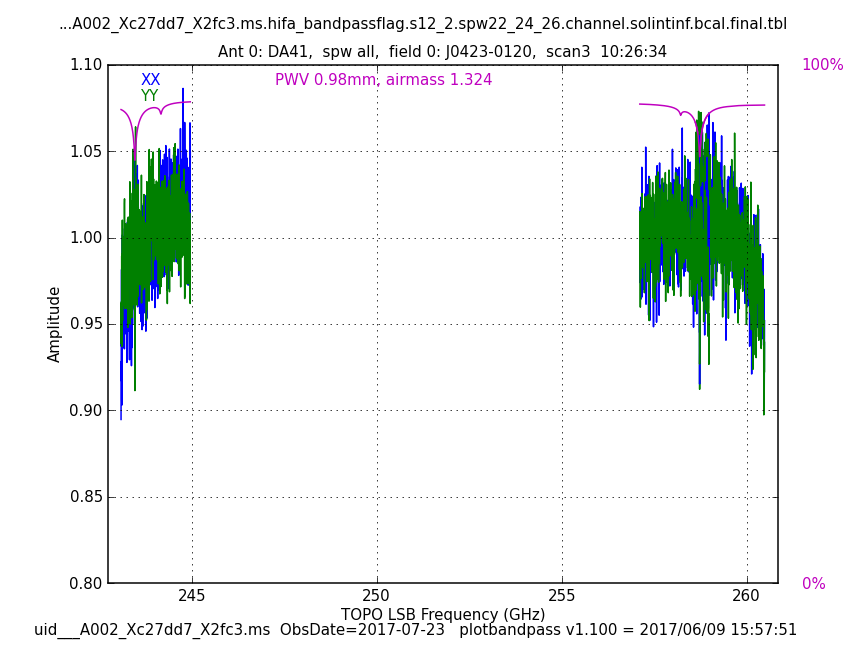 ...A002_Xc27dd7_X2fc3.ms.hifa_bandpassflag.s12_2.spw22_24_26.channel.solintinf.bcal.final.tbl
Ant 0: DA41,  spw all,  field 0: J0423-0120,  scan3  10:26:34
1.10
100%
XX
PWV 0.98mm, airmass 1.324
YY
1.05
1.00
0.95
Amplitude
0.90
0.85
0.80
0%
245
250
255
260
TOPO LSB Frequency (GHz)
uid___A002_Xc27dd7_X2fc3.ms  ObsDate=2017-07-23   plotbandpass v1.100 = 2017/06/09 15:57:51